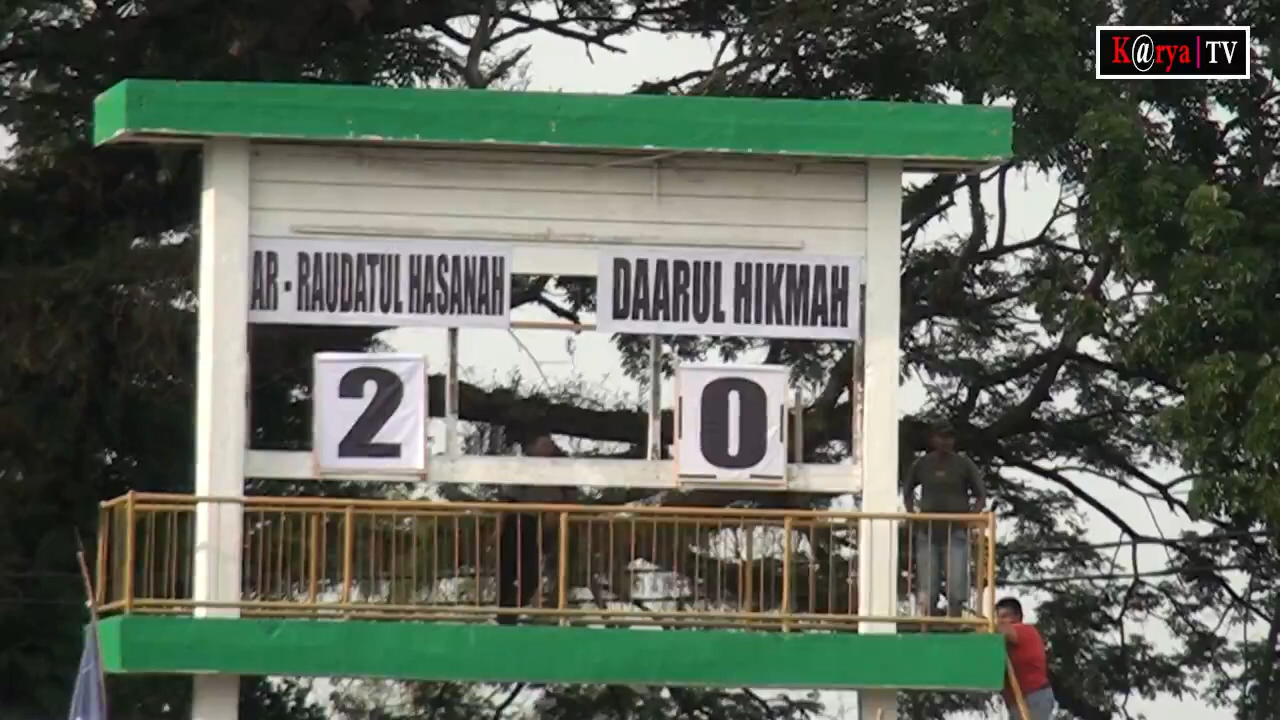 K@rya|TV
AR - RAUDATUL HASANAH
DAARUL HIKMAH
2
0